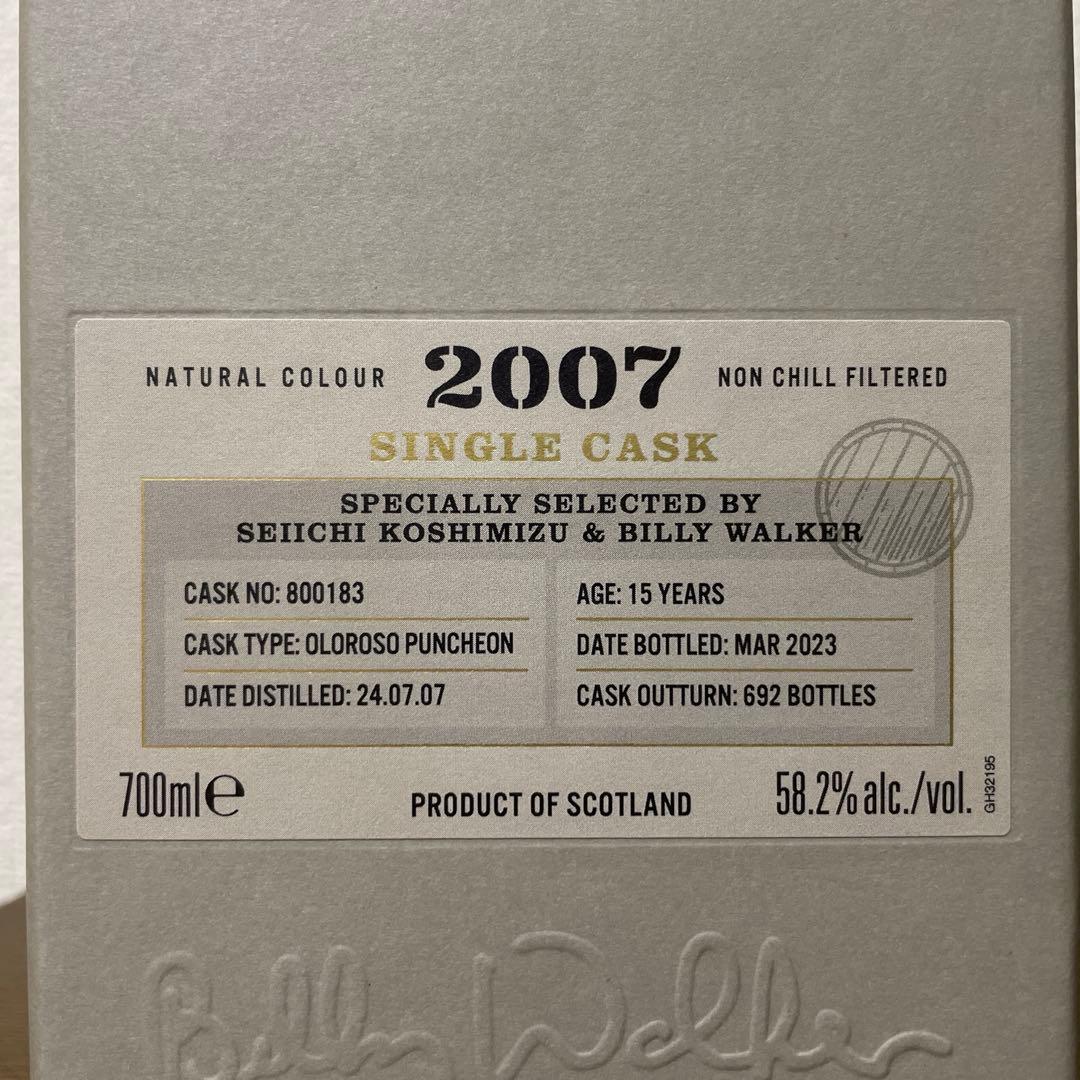 NATURAL COLOUR 2007 NON CHILL FILTERED
SINGLE CASK
SPECIALLY SELECTED BY
SEIICHI KOSHIMIZU & BILLY WALKER
CASK NO: 800183
CASK TYPE: OLOROSO PUNCHEON
DATE DISTILLED: 24.07.07
AGE: 15 YEARS
DATE BOTTLED: MAR 2023
CASK OUTTURN: 692 BOTTLES
700ml℮ PRODUCT OF SCOTLAND 58.2% alc./vol.
GH32195
Billy Walker